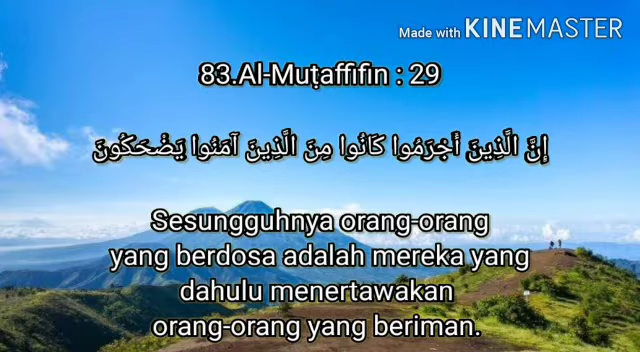 Made with KINEMASTER
83.Al-Muṭaffifin : 29
إِنَّ الَّذِينَ أَجْرَمُوا كَانُوا مِنَ الَّذِينَ آمَنُوا يَضْحَكُونَ
Sesungguhnya orang-orang
yang berdosa adalah mereka yang
dahulu menertawakan
orang-orang yang beriman.